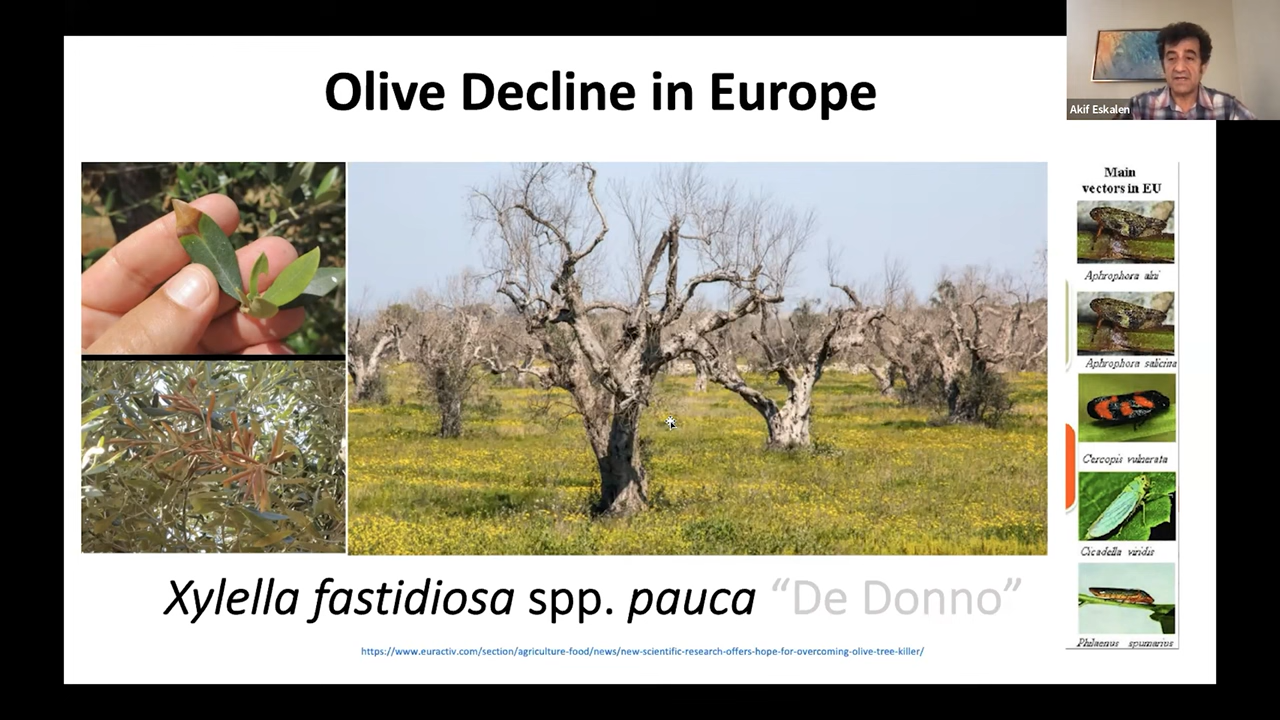 Olive Decline in Europe
Akif Eskalen
Main
vectors in EU
Aphrophora alni
Aphrophora salicina
Cercopis vulnerata
Cicadella viridis
Philaenus spumarius
Xylella fastidiosa spp. pauca “De Donno”
https://www.euractiv.com/section/agriculture-food/news/new-scientific-research-offers-hope-for-overcoming-olive-tree-killer/